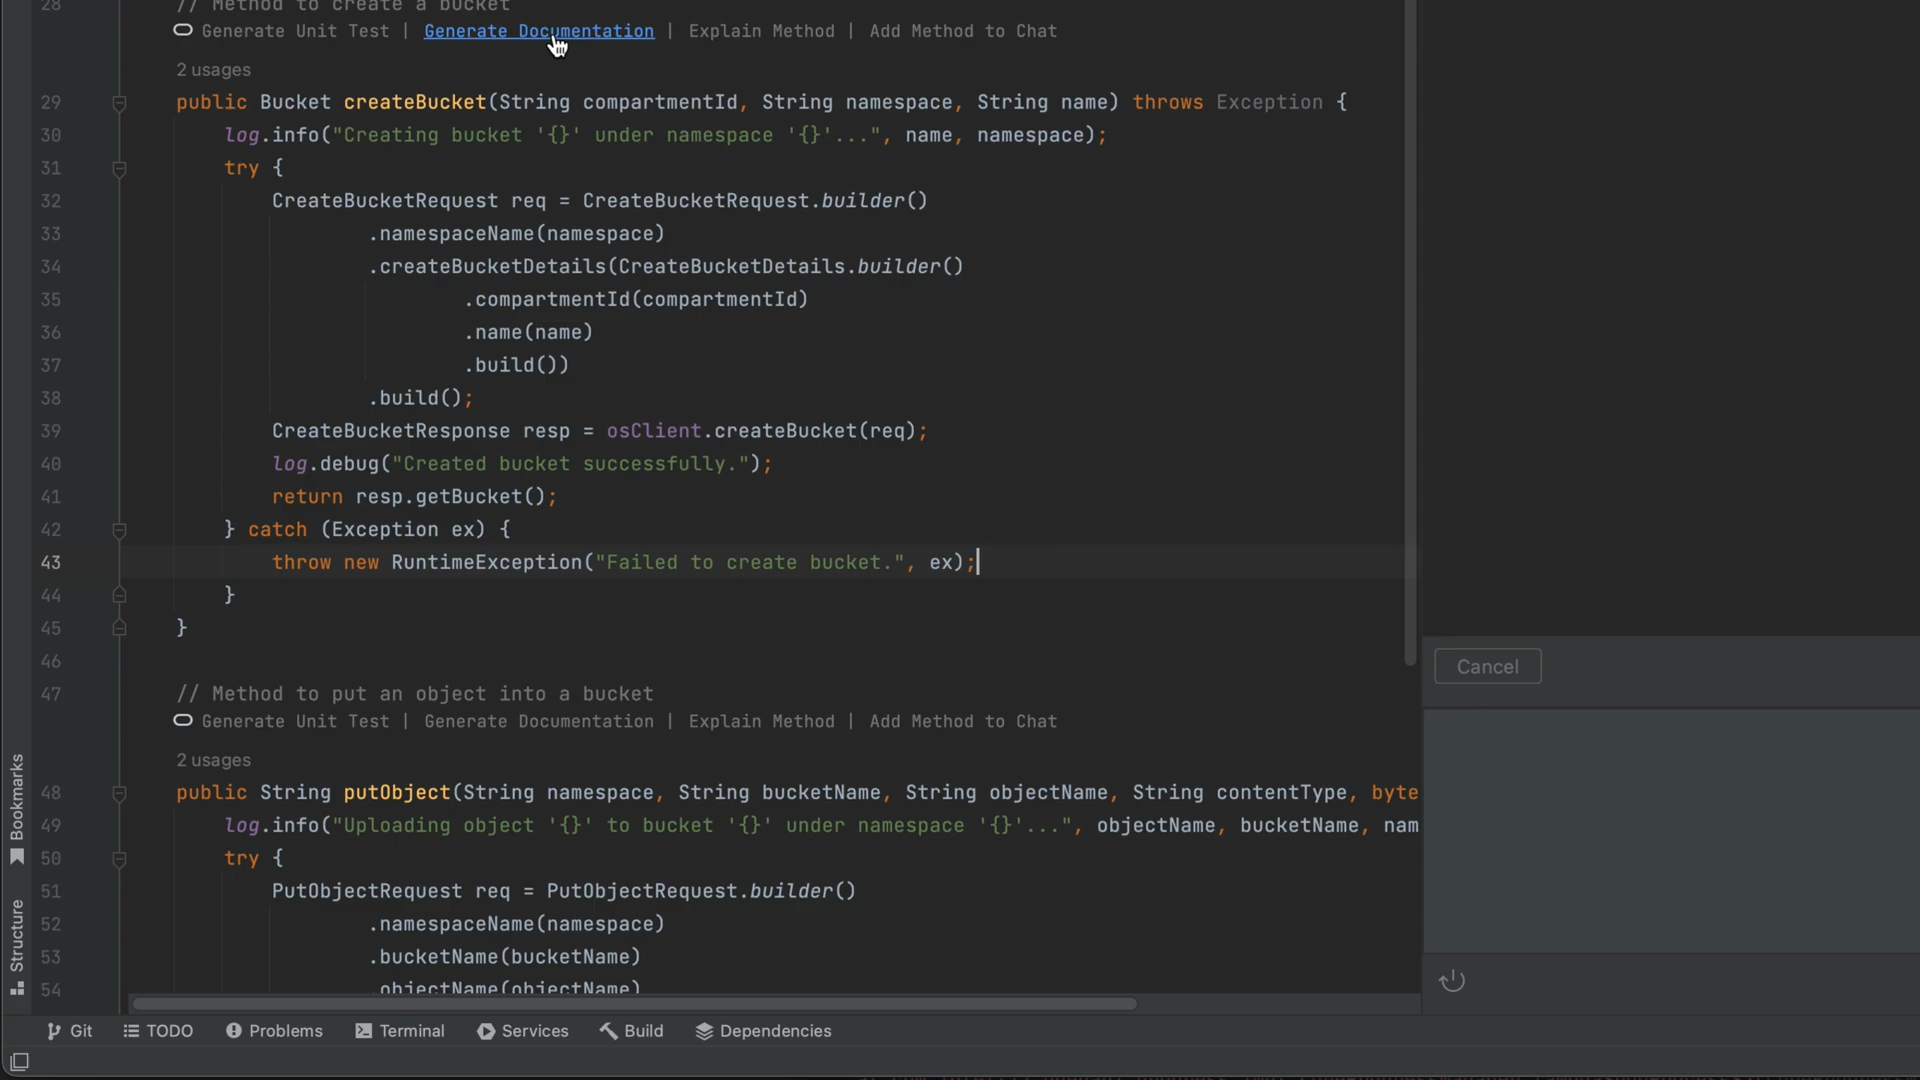 28 // Method to create a bucket
Generate Unit Test | Generate Documentation | Explain Method | Add Method to Chat
2 usages
29 public Bucket createBucket(String compartmentId, String namespace, String name) throws Exception {
30 log.info("Creating bucket '{}' under namespace '{}'...", name, namespace);
31 try {
32 CreateBucketRequest req = CreateBucketRequest.builder()
33 .namespaceName(namespace)
34 .createBucketDetails(CreateBucketDetails.builder()
35 .compartmentId(compartmentId)
36 .name(name)
37 .build())
38 .build();
39 CreateBucketResponse resp = osClient.createBucket(req);
40 log.debug("Created bucket successfully.");
41 return resp.getBucket();
42 } catch (Exception ex) {
43 throw new RuntimeException("Failed to create bucket.", ex);
44 }
45 }
46
47 // Method to put an object into a bucket
Generate Unit Test | Generate Documentation | Explain Method | Add Method to Chat
2 usages
48 public String putObject(String namespace, String bucketName, String objectName, String contentType, byte
49 log.info("Uploading object '{}' to bucket '{}' under namespace '{}'...", objectName, bucketName, nam
50 try {
51 PutObjectRequest req = PutObjectRequest.builder()
52 .namespaceName(namespace)
53 .bucketName(bucketName)
54 .objectName(objectName)
Cancel
Bookmarks
Structure
Git TODO Problems Terminal Services Build Dependencies